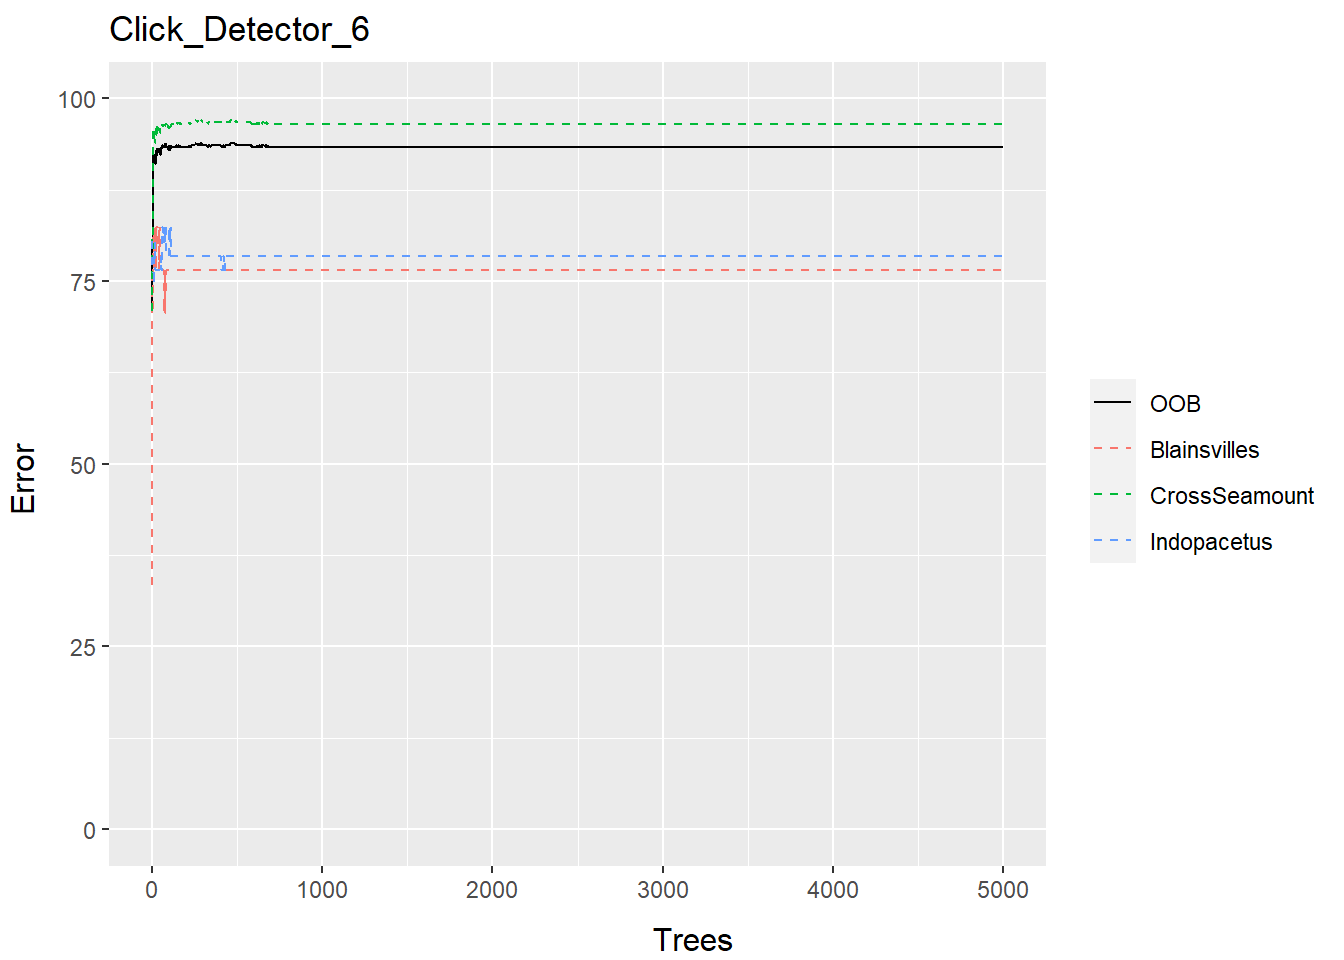 Click_Detector_6
100
75
50
25
0
Error
0 1000 2000 3000 4000 5000
Trees
OOB
Blainsvilles
CrossSeamount
Indopacetus